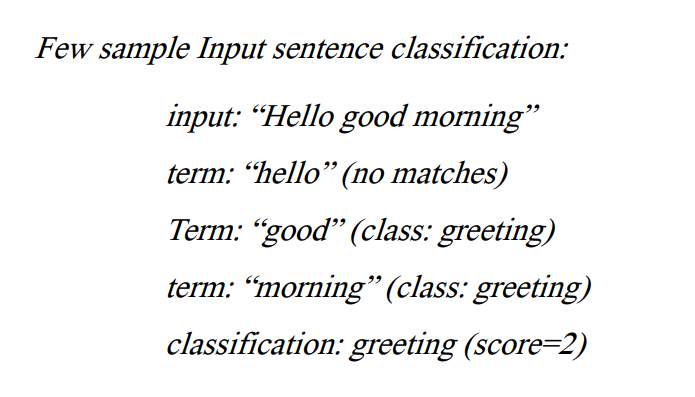 Few sample Input sentence classification:
input: “Hello good morning”
term: “hello” (no matches)
Term: “good” (class: greeting)
term: “morning” (class: greeting)
classification: greeting (score=2)